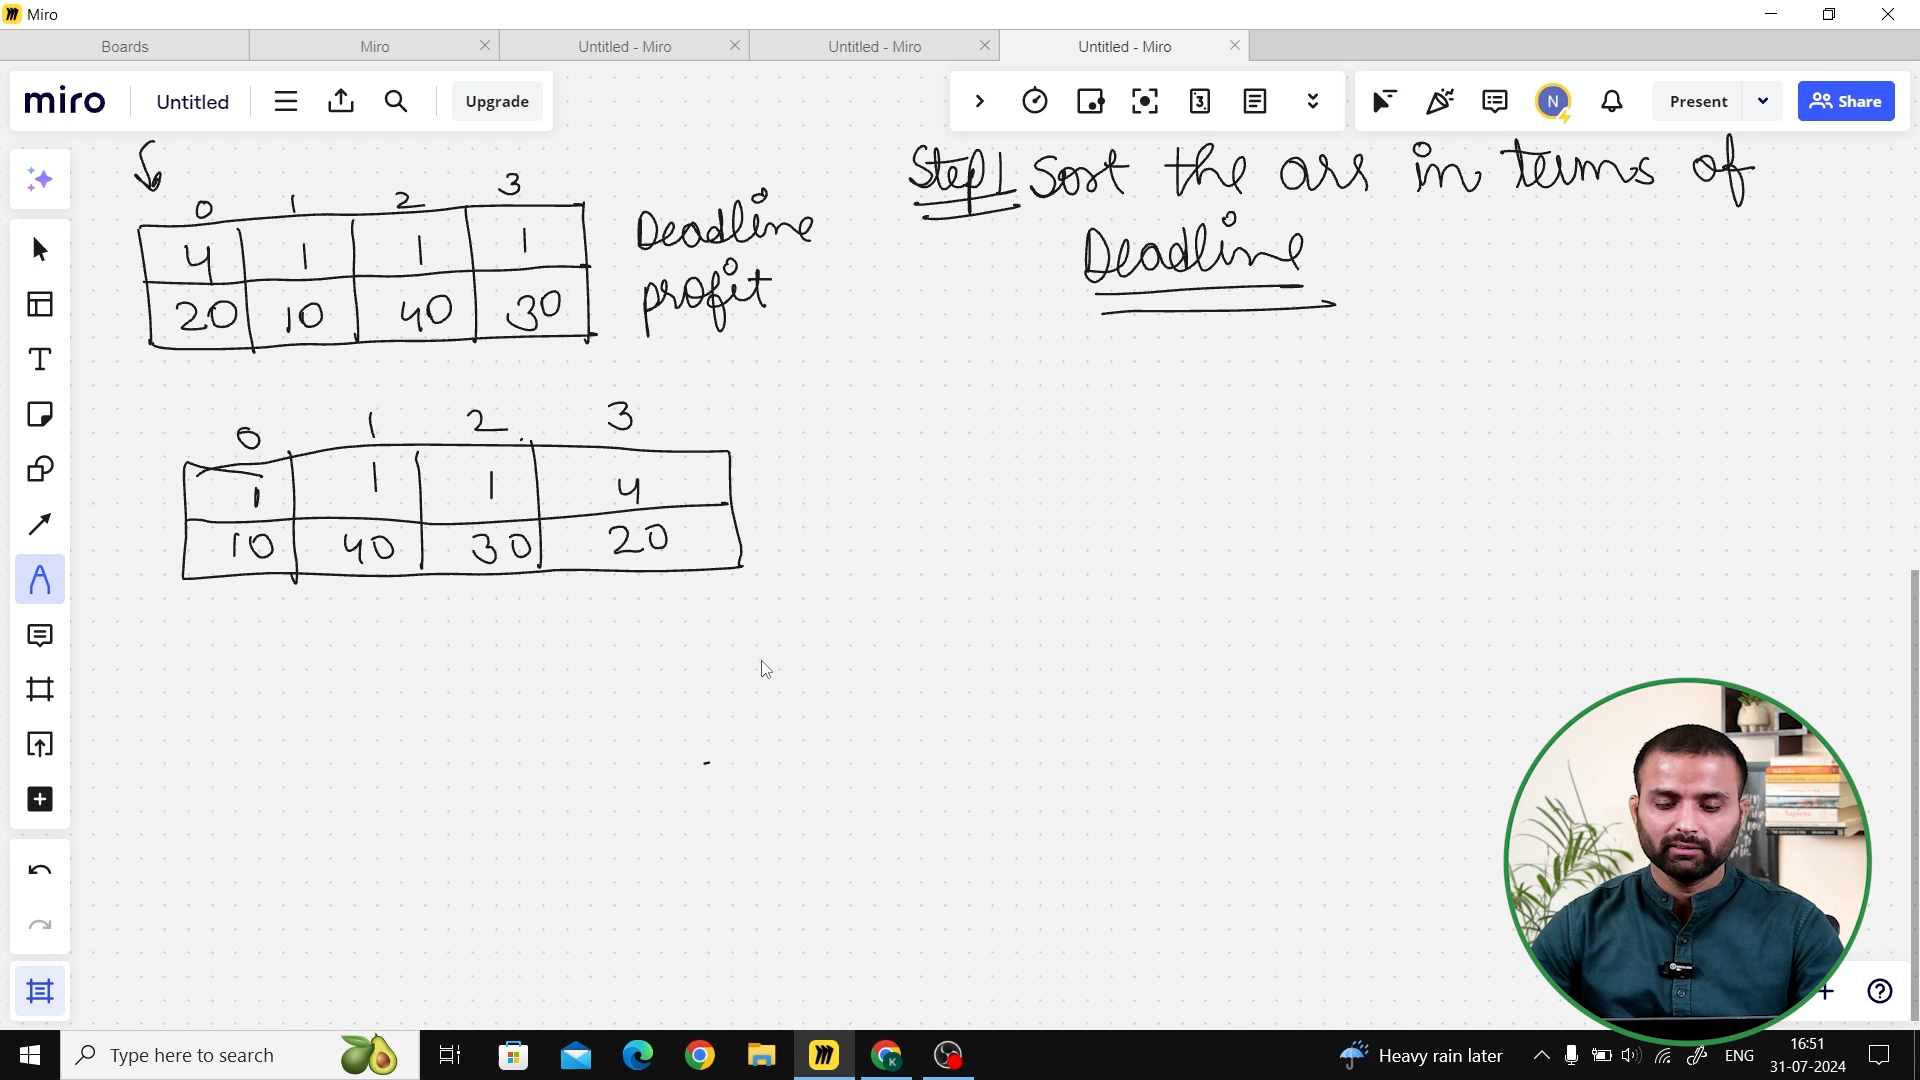 Miro
Boards
Miro
Untitled - Miro
Untitled - Miro
Untitled - Miro
miro
Untitled
Upgrade
3
N
Present
Share
0 1 2 3
4 1 1 1
20 10 40 30
Deadline
profit
Step 1 Sort the arr in terms of
Deadline
0 1 2 3
1 1 1 4
10 40 30 20
Type here to search
K
Heavy rain later
ENG
16:51
31-07-2024